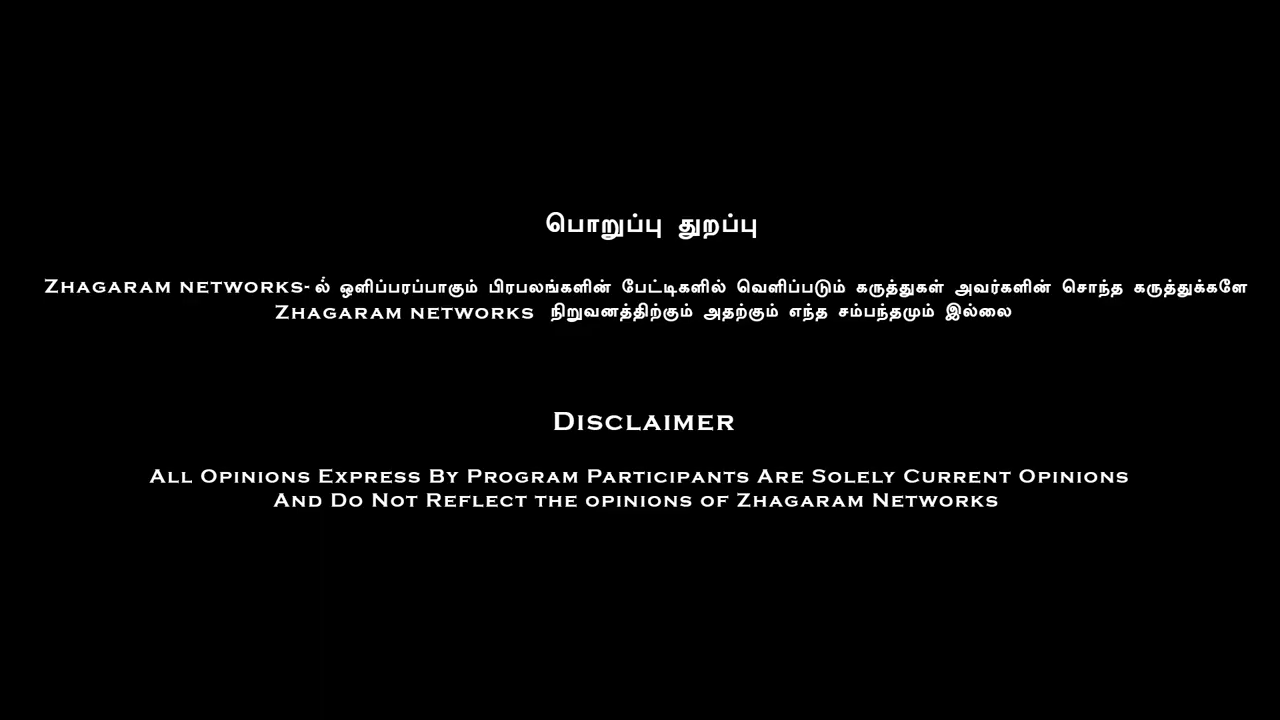 பொறுப்பு துறப்பு
ZHAGARAM NETWORKS-ல் ஒளிப்பரப்பாகும் பிரபலங்களின் பேட்டிகளில் வெளிப்படும் கருத்துகள் அவர்களின் சொந்த கருத்துக்களே
ZHAGARAM NETWORKS நிறுவனத்திற்கும் அதற்கும் எந்த சம்பந்தமும் இல்லை
DISCLAIMER
ALL OPINIONS EXPRESS BY PROGRAM PARTICIPANTS ARE SOLELY CURRENT OPINIONS
AND DO NOT REFLECT THE OPINIONS OF ZHAGARAM NETWORKS